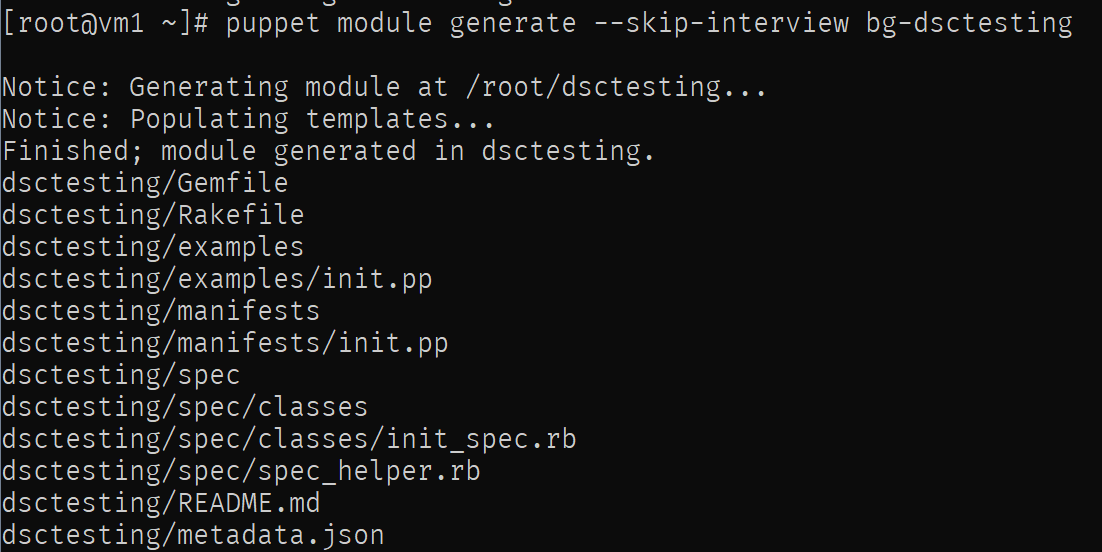 [root@vm1 ~]# puppet module generate --skip-interview bg-dsctesting
Notice: Generating module at /root/dsctesting...
Notice: Populating templates...
Finished; module generated in dsctesting.
dsctesting/Gemfile
dsctesting/Rakefile
dsctesting/examples
dsctesting/examples/init.pp
dsctesting/manifests
dsctesting/manifests/init.pp
dsctesting/spec
dsctesting/spec/classes
dsctesting/spec/classes/init_spec.rb
dsctesting/spec/spec_helper.rb
dsctesting/README.md
dsctesting/metadata.json